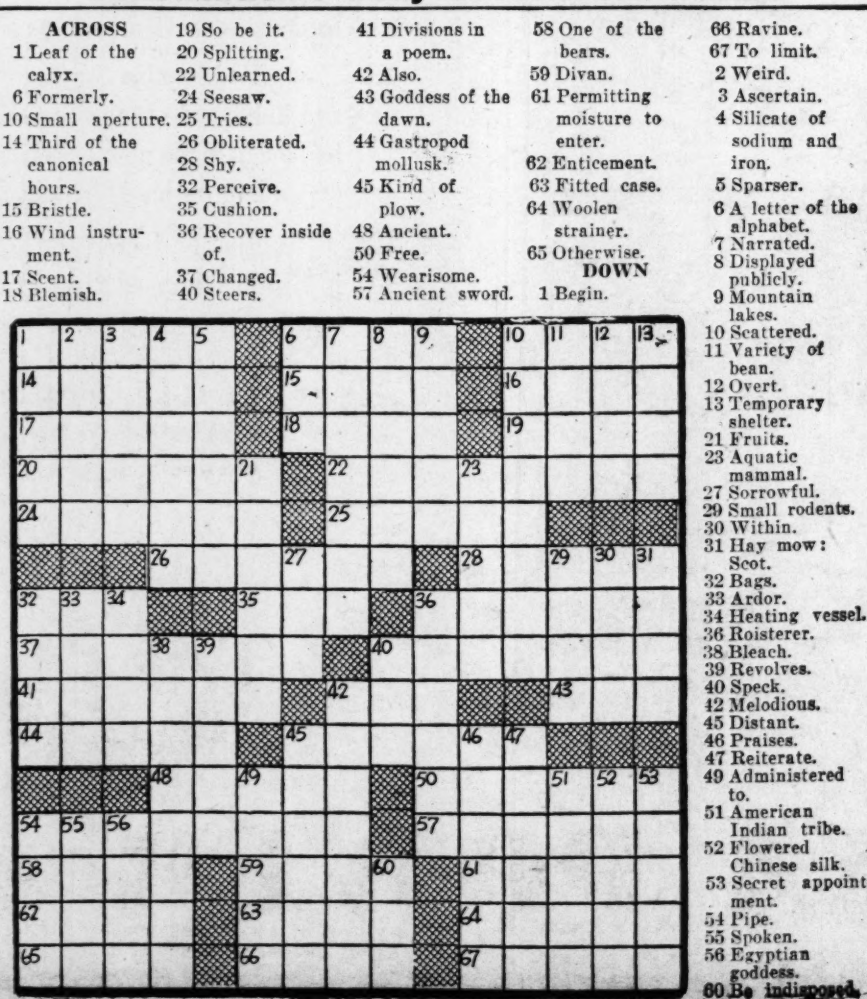 ACROSS
1 Leaf of the
calyx.
6 Formerly.
10 Small aperture.
14 Third of the
canonical
hours.
15 Bristle.
16 Wind instru-
ment.
17 Scent.
18 Blemish.
19 So be it.
20 Splitting.
22 Unlearned.
24 Seesaw.
25 Tries.
26 Obliterated.
28 Shy.
32 Perceive.
35 Cushion.
36 Recover inside
of.
37 Changed.
40 Steers.
41 Divisions in
a poem.
42 Also.
43 Goddess of the
dawn.
44 Gastropod
mollusk.
45 Kind of
plow.
48 Ancient.
50 Free.
54 Wearisome.
57 Ancient sword.
58 One of the
bears.
59 Divan.
61 Permitting
moisture to
enter.
62 Enticement.
63 Fitted case.
64 Woolen
strainer.
65 Otherwise.
66 Ravine.
67 To limit.
DOWN
1 Begin.
2 Weird.
3 Ascertain.
4 Silicate of
sodium and
iron.
5 Sparser.
6 A letter of the
alphabet.
7 Narrated.
8 Displayed
publicly.
9 Mountain
lakes.
10 Scattered.
11 Variety of
bean.
12 Overt.
13 Temporary
shelter.
21 Fruits.
23 Aquatic
mammal.
27 Sorrowful.
29 Small rodents.
30 Within.
31 Hay mow:
Scot.
32 Bags.
33 Ardor.
34 Heating vessel.
36 Roisterer.
38 Bleach.
39 Revolves.
40 Speck.
42 Melodious.
45 Distant.
46 Praises.
47 Reiterate.
49 Administered
to.
51 American
Indian tribe.
52 Flowered
Chinese silk.
53 Secret appoint
ment.
54 Pipe.
55 Spoken.
56 Egyptian
goddess.
60 Be indisposed.
1 2 3 4 5 6 7 8 9 10 11 12 13
14 15 16
17 18 19
20 21 22 23
24 25
26 27 28 29 30 31
32 33 34 35 36
37 38 39 40
41 42 43
44 45 46 47
48 49 50 51 52 53
54 55 56 57
58 59 60 61
62 63 64
65 66 67